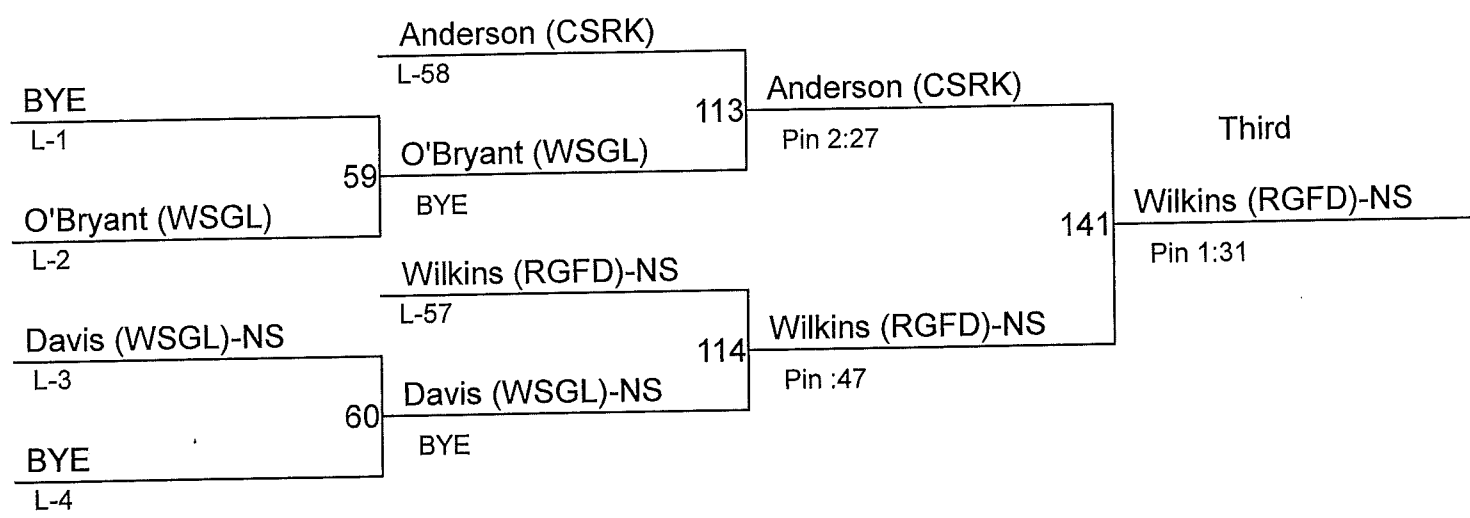 Anderson (CSRK)
L-58
BYE
L-1
113
Anderson (CSRK)
Pin 2:27
Third
59
O'Bryant (WSGL)
BYE
O'Bryant (WSGL)
L-2
141
Wilkins (RGFD)-NS
Pin 1:31
Wilkins (RGFD)-NS
L-57
Davis (WSGL)-NS
L-3
114
Wilkins (RGFD)-NS
Pin :47
60
Davis (WSGL)-NS
BYE
BYE
L-4